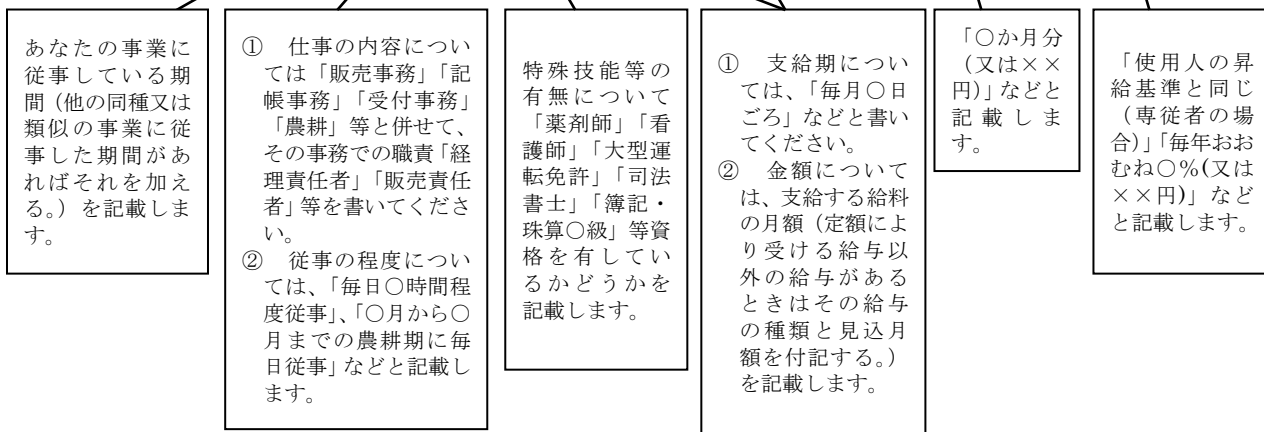 あなたの事業に
従事している期
間（他の同種又は
類似の事業に従
事した期間があ
ればそれを加え
る。）を記載しま
す。
① 仕事の内容につい
ては「販売事務」「記
帳事務」「受付事務」
「農耕」等と併せて、
その事務での職責「経
理責任者」「販売責任
者」等を書いてくださ
い。
② 従事の程度につい
ては、「毎日○時間程
度従事」、「○月から○
月までの農耕期に毎
日従事」などと記載し
ます。
特殊技能等の
有無について
「薬剤師」「看
護師」「大型運
転免許」「司法
書士」「簿記・
珠算○級」等資
格を有してい
るかどうかを
記載します。
① 支給期につい
ては、「毎月○日
ごろ」などと書い
てください。
② 金額について
は、支給する給料
の月額（定額によ
り受ける給与以
外の給与がある
ときはその給与
の種類と見込月
額を付記する。）
を記載します。
「○か月分
（又は××
円）」などと
記載しま
す。
「使用人の昇
給基準と同じ
（専従者の場
合）」「毎年おお
むね○％(又は
××円)」など
と記載します。